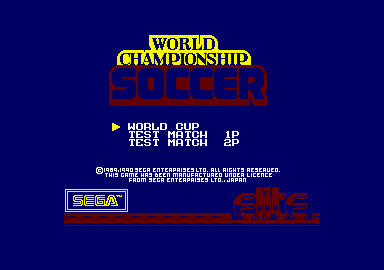 WORLD
CHAMPIONSHIP
SOCCER
WORLD CUP
TEST MATCH 1P
TEST MATCH 2P
©1989,1990 SEGA ENTERPRISES LTD. ALL RIGHTS RESERVED.
THIS GAME HAS BEEN MANUFACTURED UNDER LICENCE
FROM SEGA ENTERPRISES LTD., JAPAN
SEGA™
elite